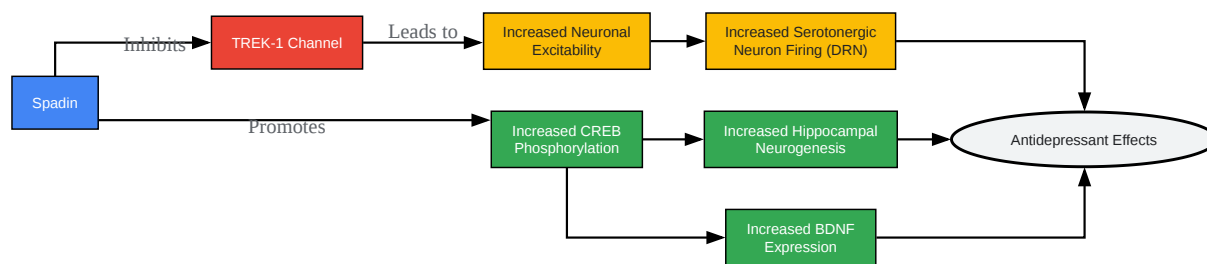 Inhibits
TREK-1 Channel
Leads to
Increased Neuronal
Excitability
Increased Serotonergic
Neuron Firing (DRN)
Spadin
Promotes
Increased CREB
Phosphorylation
Increased Hippocampal
Neurogenesis
Antidepressant Effects
Increased BDNF
Expression